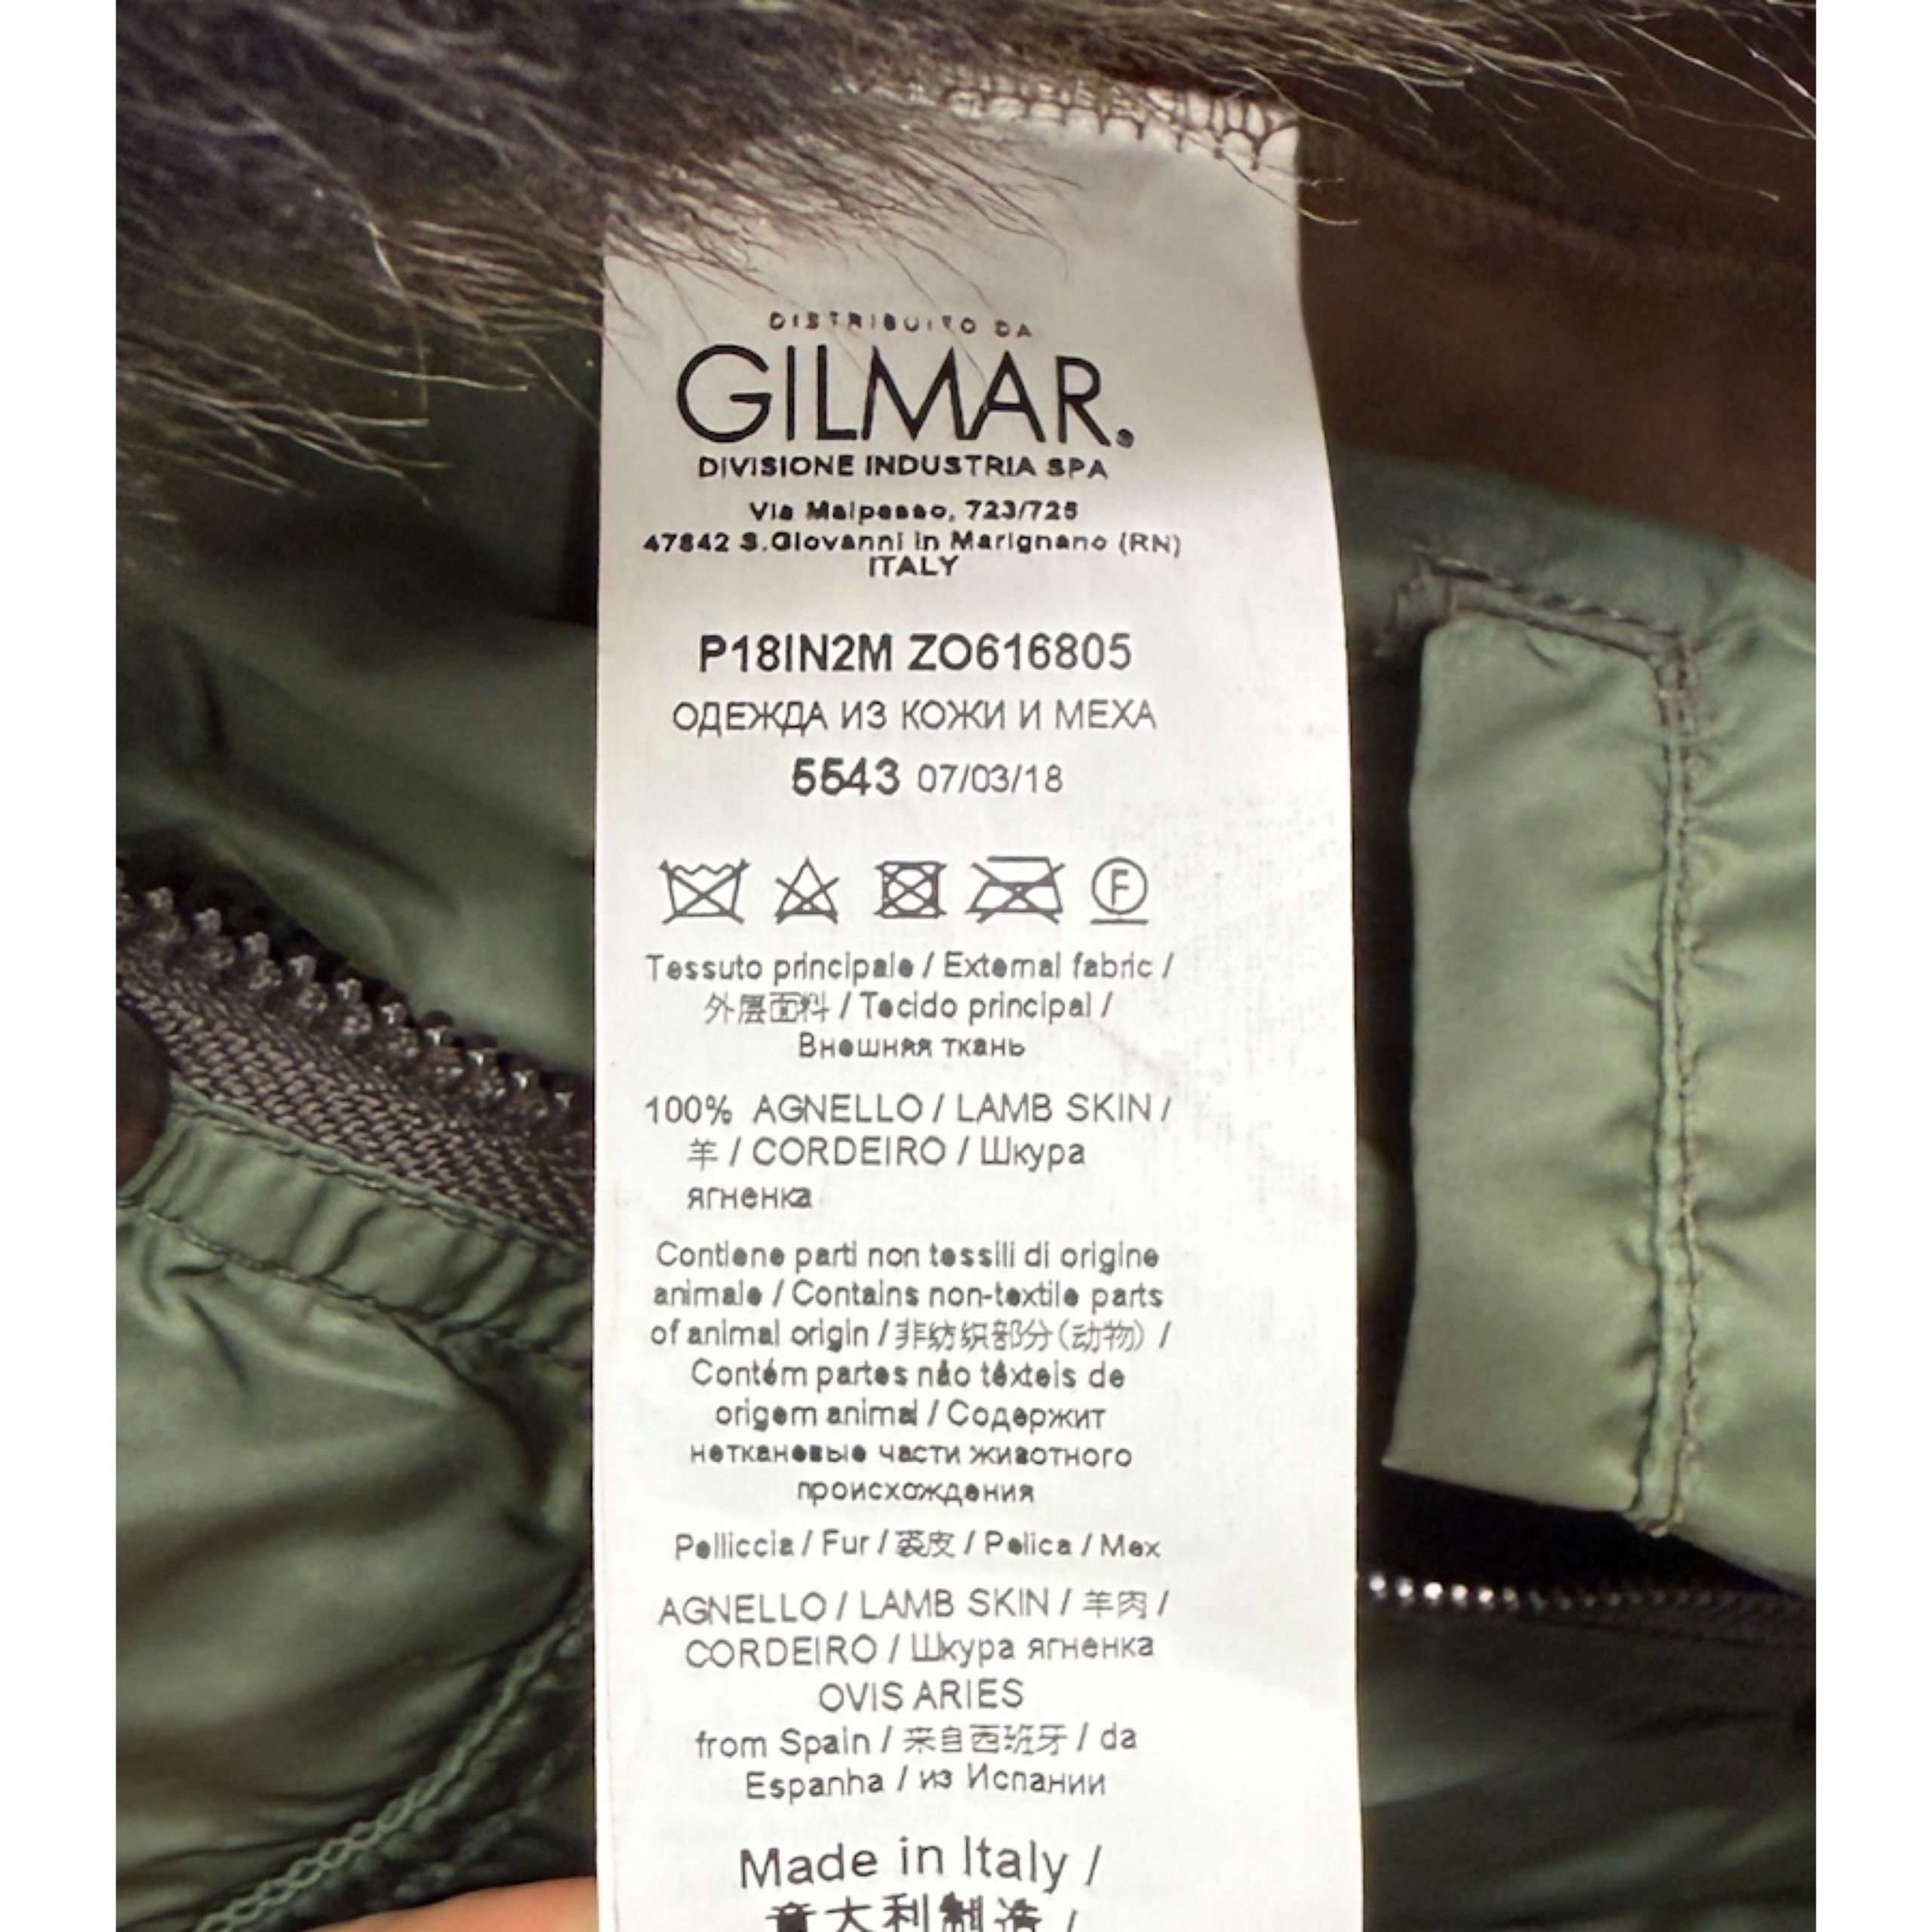 DISTRIBUITO DA
GILMAR.
DIVISIONE INDUSTRIA SPA
Via Malpasso, 723/725
47842 S.Giovanni in Marignano (RN)
ITALY
P18IN2M ZO616805
ОДЕЖДА ИЗ КОЖИ И МЕХА
5543 07/03/18
F
Tessuto principale / External fabric /
外层面料 / Tecido principal /
Внешняя ткань
100% AGNELLO / LAMB SKIN /
羊 / CORDEIRO / Шкура
ягненка
Contiene parti non tessili di origine
animale / Contains non-textile parts
of animal origin / 非纺织部分(动物) /
Contém partes não têxteis de
origem animal / Содержит
нетканевые части животного
происхождения
Pelliccia / Fur / 裘皮 / Pelica / Мех
AGNELLO / LAMB SKIN / 羊肉 /
CORDEIRO / Шкура ягненка
OVIS ARIES
from Spain / 来自西班牙 / da
Espanha / из Испании
Made in Italy /
意大利制造 /